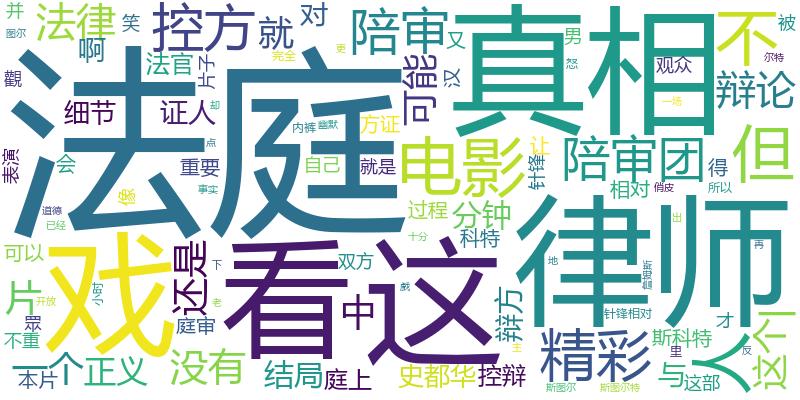 并 法律 笑 控方 就 对 陪审 又 男 更 不 被
图尔 啊 完全 怒 尔特
觀 法官 片子 可能 汉 真相 观众 辩论
细节 证人 却 一场
法庭 内裤 幽默 方证 电影 让 陪审团 但
表演 会 重要 点 自己 就是 针锋 得
像 事实 相对 俏皮 所以
道德 过程 分钟 律师 出 再
已经 十分 科特
戏 还是 看 这 地
可以 下 双方 针锋相对
片 小时 中 辩方 才 这个
开放 老 威 里 反
不重 眾 庭审 精彩 斯科特 人
一个 正义 没有 结局 主 与
本片 庭上 史都华 控辩 这部
斯图尔 斯图尔特